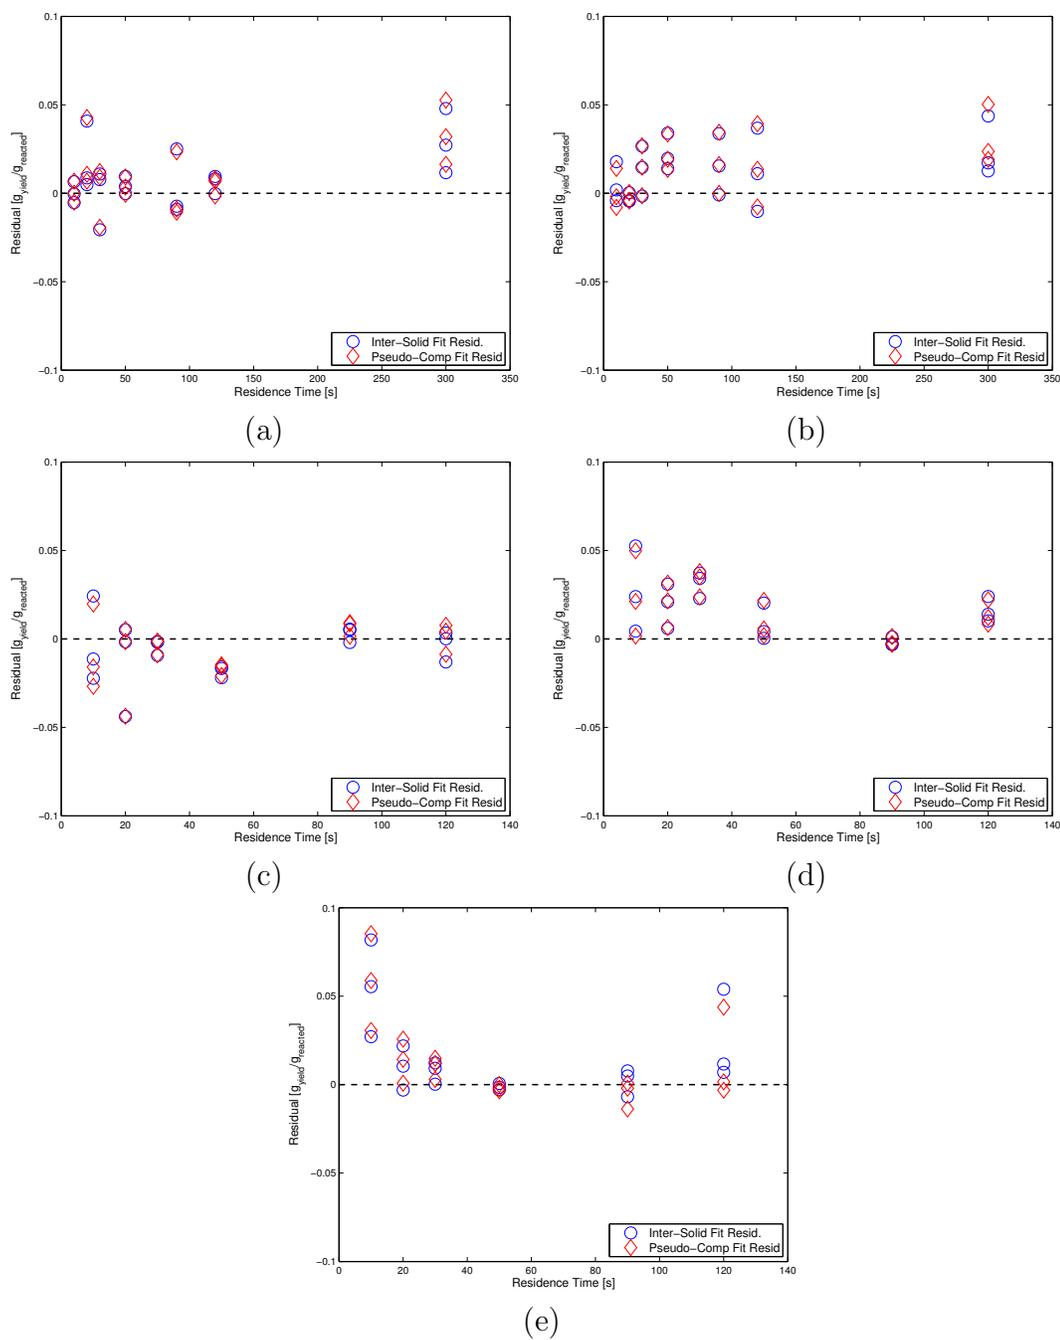 0.1
0.05
0
−0.05
−0.1
Residual [g_yield/g_reacted]
0 50 100 150 200 250 300 350
Residence Time [s]
Inter−Solid Fit Resid.
Pseudo−Comp Fit Resid
(a)
0.1
0.05
0
−0.05
−0.1
Residual [g_yield/g_reacted]
0 50 100 150 200 250 300 350
Residence Time [s]
Inter−Solid Fit Resid.
Pseudo−Comp Fit Resid
(b)
0.1
0.05
0
−0.05
−0.1
Residual [g_yield/g_reacted]
0 20 40 60 80 100 120 140
Residence Time [s]
Inter−Solid Fit Resid.
Pseudo−Comp Fit Resid
(c)
0.1
0.05
0
−0.05
−0.1
Residual [g_yield/g_reacted]
0 20 40 60 80 100 120 140
Residence Time [s]
Inter−Solid Fit Resid.
Pseudo−Comp Fit Resid
(d)
0.1
0.05
0
−0.05
−0.1
Residual [g_yield/g_reacted]
0 20 40 60 80 100 120 140
Residence Time [s]
Inter−Solid Fit Resid.
Pseudo−Comp Fit Resid
(e)